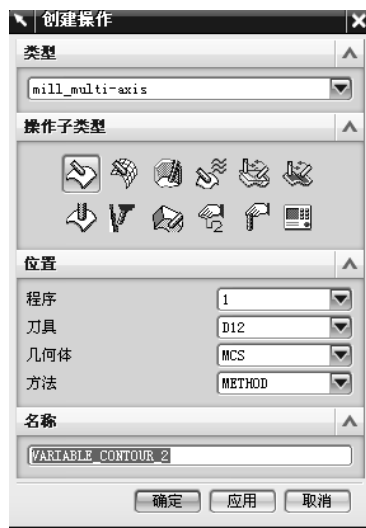 创建操作
类型
mill_multi-axis
操作子类型
位置
程序 1
刀具 D12
几何体 MCS
方法 METHOD
名称
VARIABLE_CONTOUR_2
确定 应用 取消